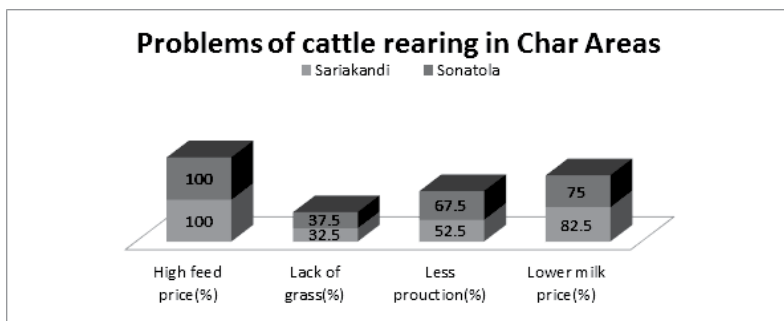 Problems of cattle rearing in Char Areas
Sariakandi Sonatola
100 37.5 67.5 75
100 32.5 52.5 82.5
High feed price(%)
Lack of grass(%)
Less prouction(%)
Lower milk price(%)